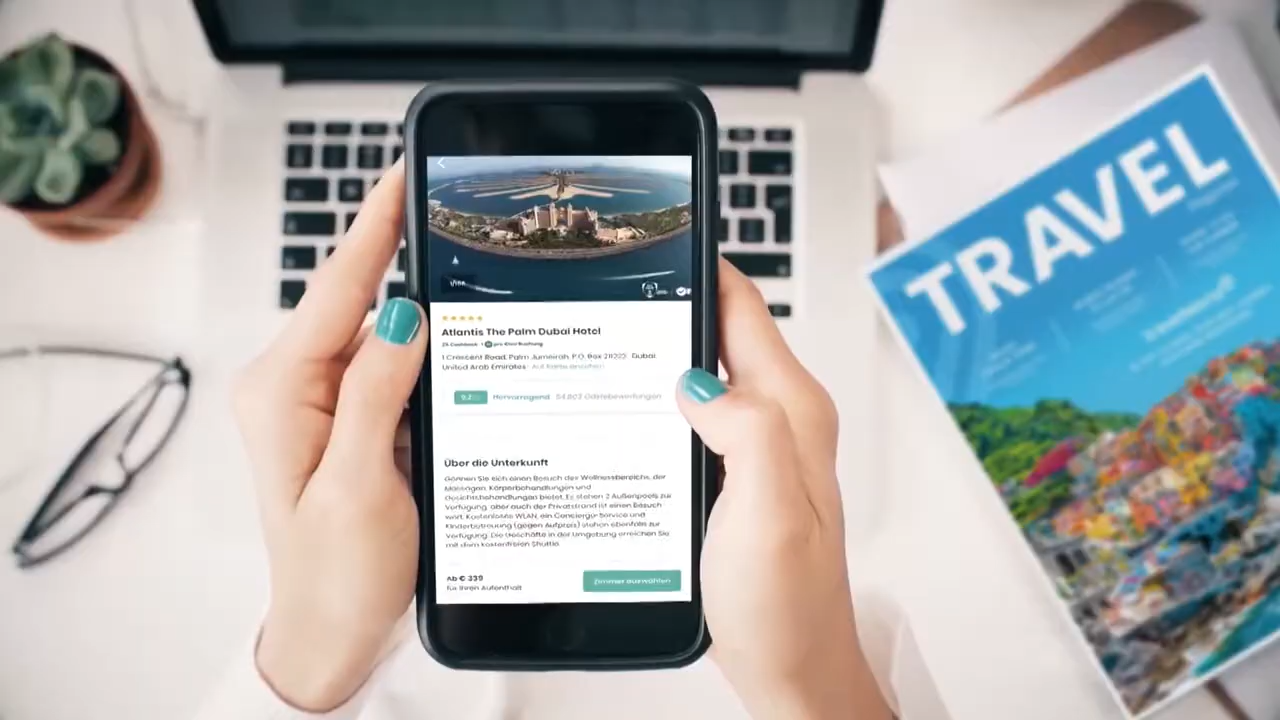 Atlantis The Palm Dubai Hotel
1 Crescent Road, Palm Jumeirah, P.O. Box 211222 Dubai
United Arab Emirates - Auf Karte ansehen
Hervorragend Gästebewertungen
Über die Unterkunft
Gönnen Sie sich einen Besuch des Wellnessbereichs, der
Massagen, Körperbehandlungen und
Gesichtsbehandlungen bietet. Es stehen 2 Außenpools zur
Verfügung, aber auch der Privatstrand ist einen Besuch
wert. Kostenloses WLAN, ein Concierge-Service und
Kinderbetreuung (gegen Aufpreis) stehen ebenfalls zur
Verfügung. Die Geschäfte in der Umgebung erreichen Sie
mit dem kostenfreien Shuttle.
Ab € 339
für Ihren Aufenthalt
Zimmer auswählen
TRAVEL